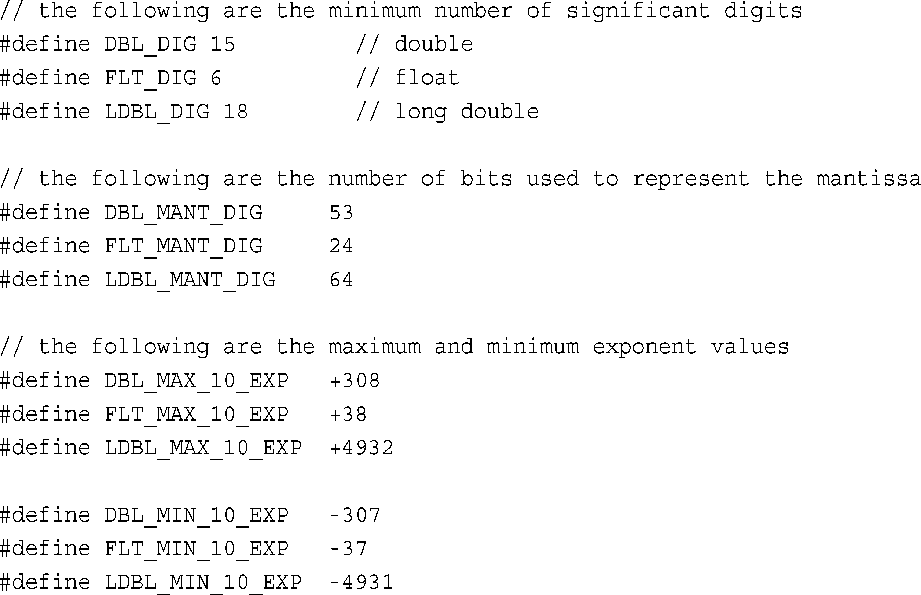 // the following are the minimum number of significant digits
#define DBL_DIG 15 // double
#define FLT_DIG 6 // float
#define LDBL_DIG 18 // long double
// the following are the number of bits used to represent the mantissa
#define DBL_MANT_DIG 53
#define FLT_MANT_DIG 24
#define LDBL_MANT_DIG 64
// the following are the maximum and minimum exponent values
#define DBL_MAX_10_EXP +308
#define FLT_MAX_10_EXP +38
#define LDBL_MAX_10_EXP +4932
#define DBL_MIN_10_EXP -307
#define FLT_MIN_10_EXP -37
#define LDBL_MIN_10_EXP -4931